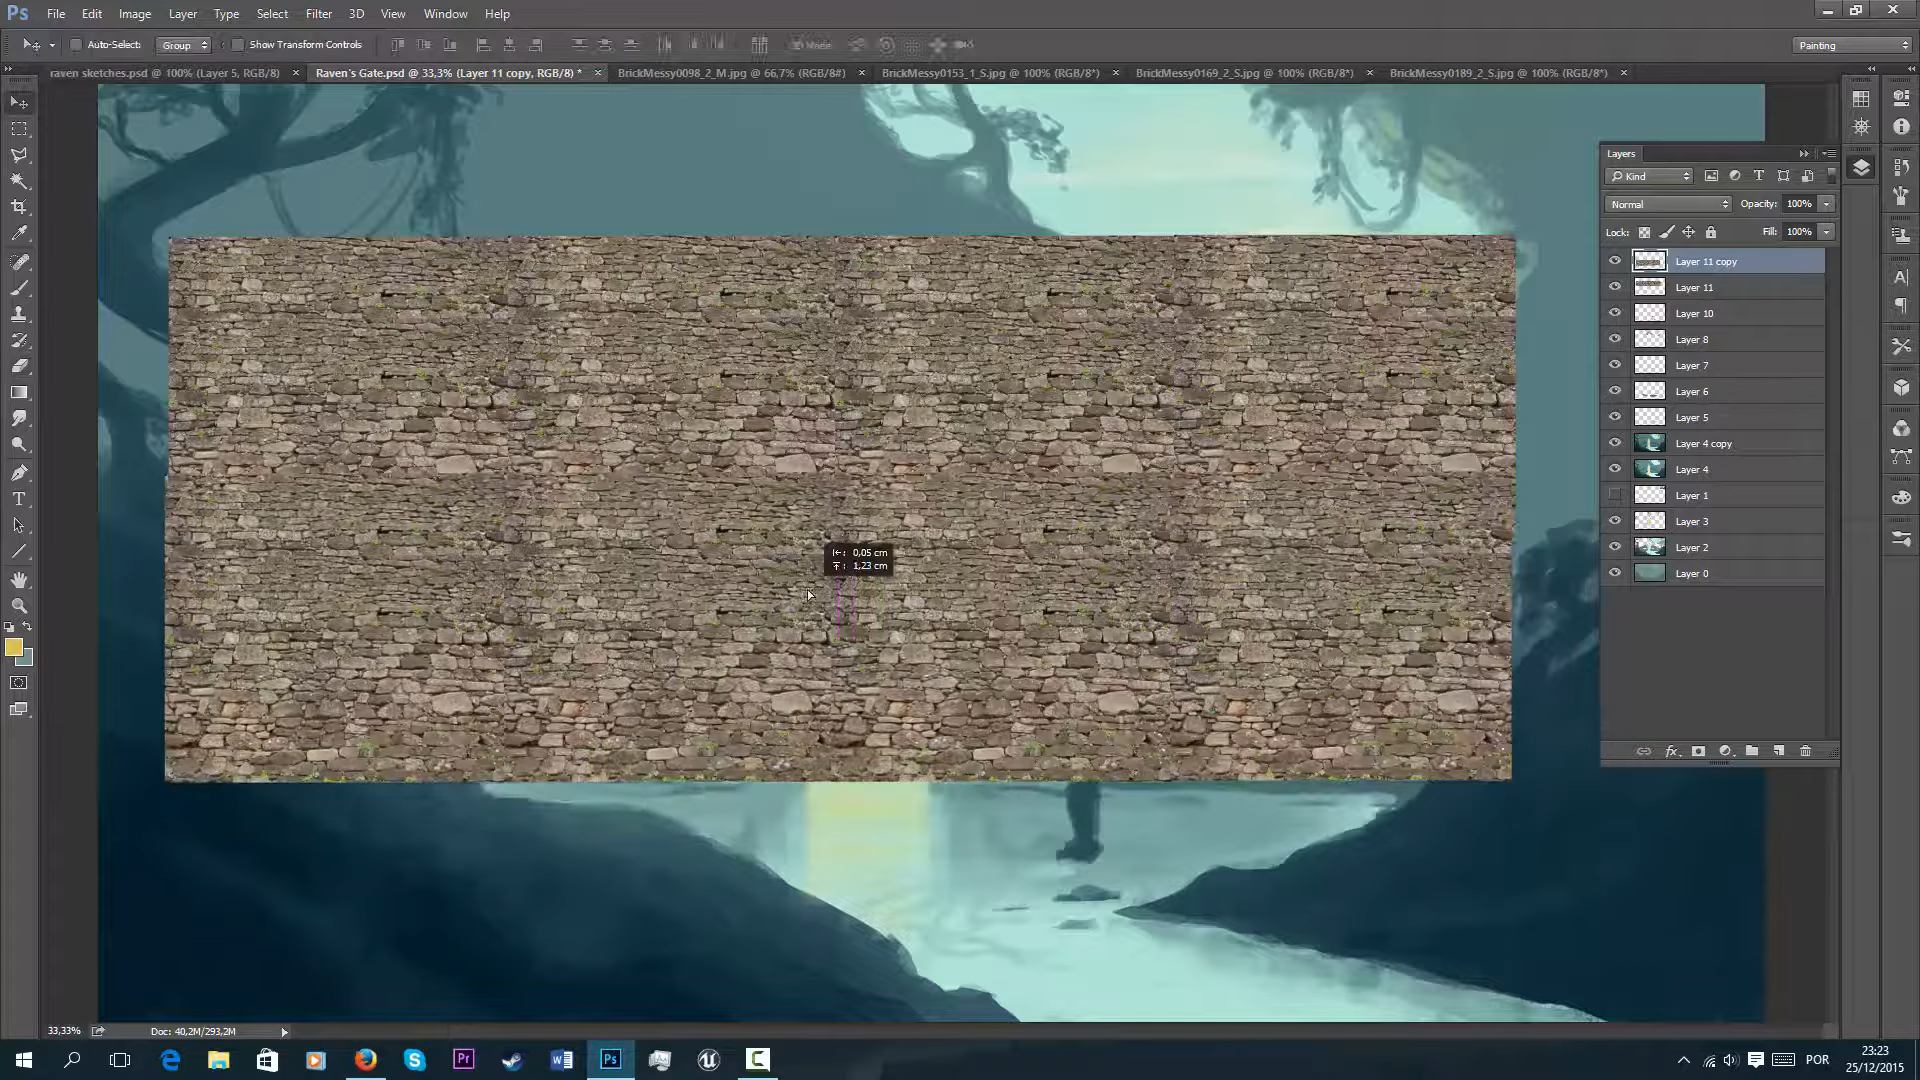 Ps File Edit Image Layer Type Select Filter 3D View Window Help
Auto-Select: Group Show Transform Controls Painting
raven sketches.psd @ 100% (Layer 5, RGB/8)
Raven's Gate.psd @ 33,3% (Layer 11 copy, RGB/8) *
BrickMessy0098_2_M.jpg @ 66,7% (RGB/8#)
BrickMessy0153_1_S.jpg @ 100% (RGB/8*)
BrickMessy0169_2_S.jpg @ 100% (RGB/8*)
BrickMessy0189_2_S.jpg @ 100% (RGB/8*)
Layers
Kind
Normal Opacity: 100%
Lock: Fill: 100%
Layer 11 copy
Layer 11
Layer 10
Layer 8
Layer 7
Layer 6
Layer 5
Layer 4 copy
Layer 4
Layer 1
Layer 3
Layer 2
Layer 0
0,05 cm
1,23 cm
33,33% Doc: 40,2M/293,2M
POR
23:23
25/12/2015